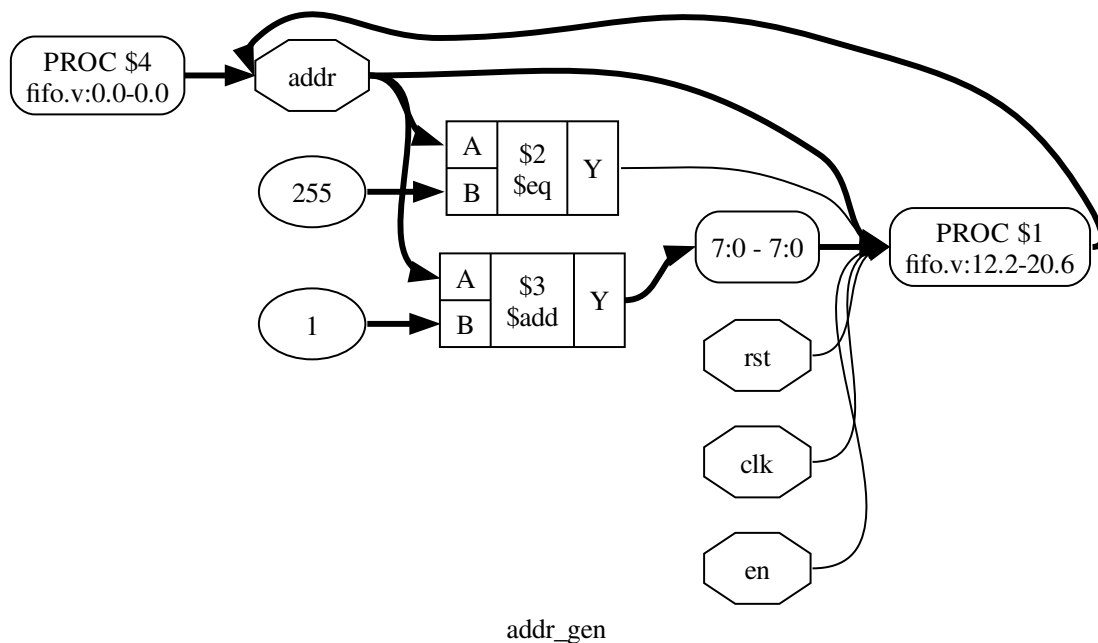 PROC $4
fifo.v:0.0-0.0
addr
255
1
A
B
$2
$eq
Y
A
B
$3
$add
Y
7:0 - 7:0
rst
clk
en
PROC $1
fifo.v:12.2-20.6
addr_gen